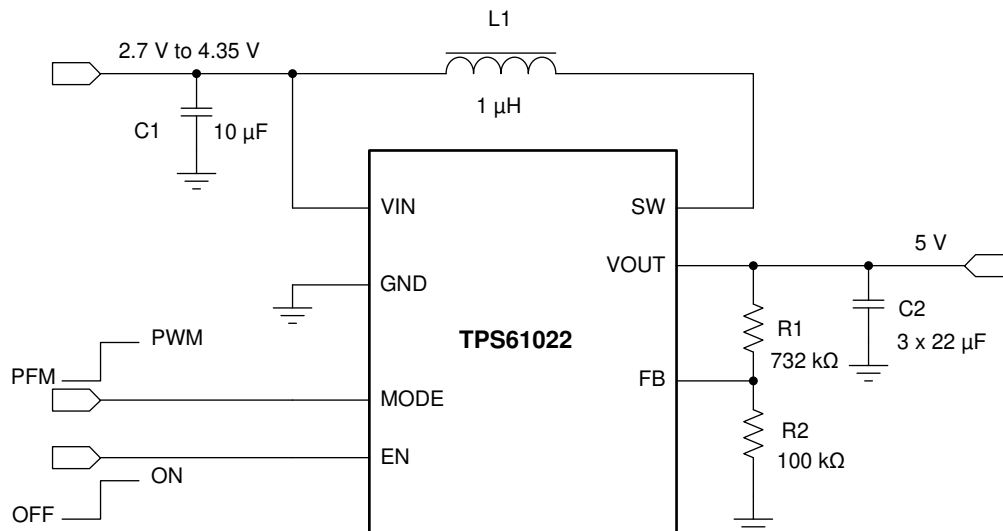 L1
2.7 V to 4.35 V
1 µH
C1
10 µF
VIN
SW
5 V
VOUT
GND
C2
3 x 22 µF
R1
732 kΩ
TPS61022
PWM
PFM
FB
MODE
R2
100 kΩ
EN
ON
OFF